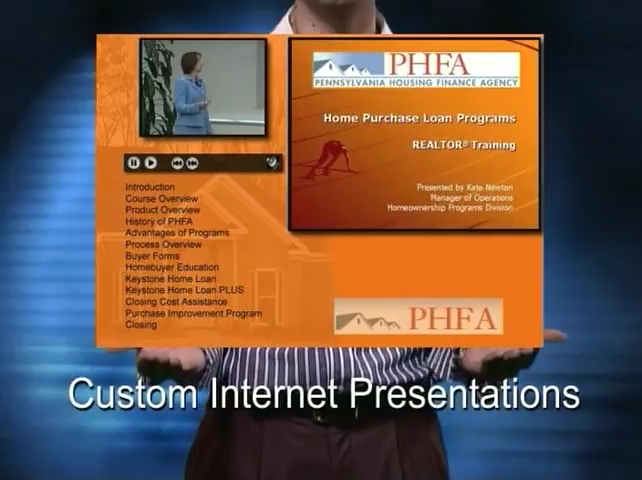 PHFA
PENNSYLVANIA HOUSING FINANCE AGENCY
Home Purchase Loan Programs
REALTOR® Training
Presented by Kate Newton
Manager of Operations
Homeownership Programs Division
Introduction
Course Overview
Product Overview
History of PHFA
Advantages of Programs
Process Overview
Buyer Forms
Homebuyer Education
Keystone Home Loan
Keystone Home Loan PLUS
Closing Cost Assistance
Purchase Improvement Program
Closing
PHFA
Custom Internet Presentations